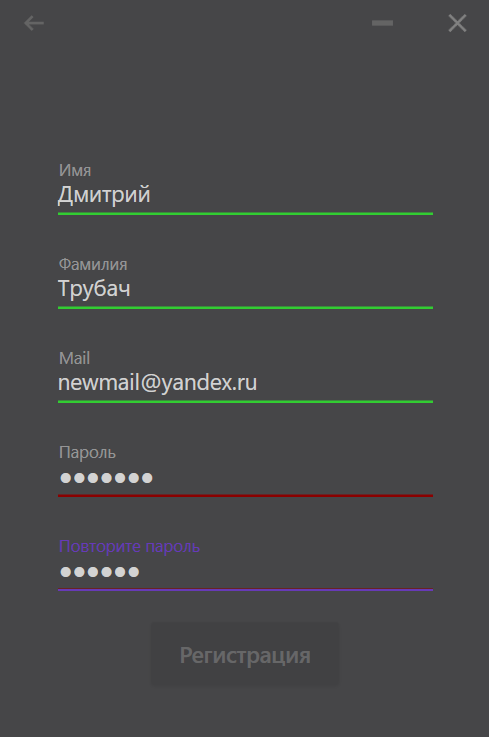 Имя
Дмитрий
Фамилия
Трубач
Mail
newmail@yandex.ru
Пароль
●●●●●●●
Повторите пароль
●●●●●●
Регистрация